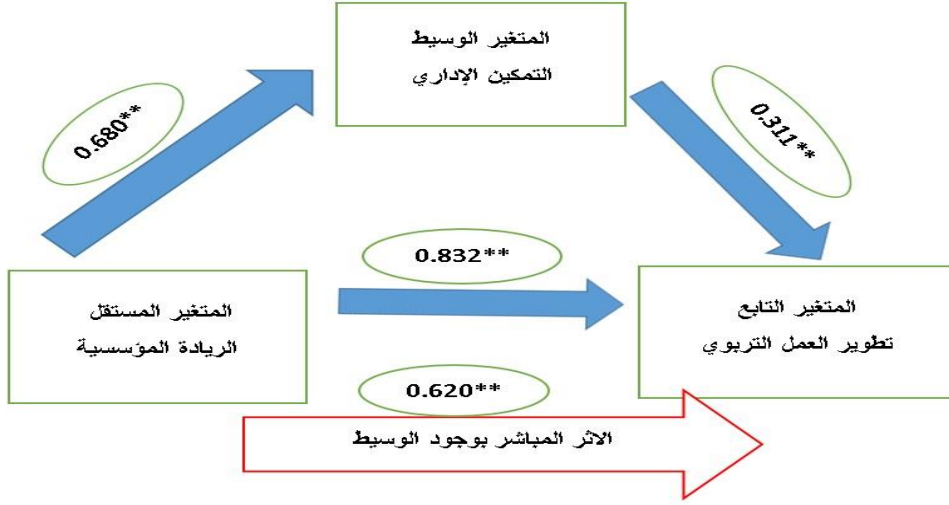 المتغير الوسيط
التمكين الإداري
0.680**
0.311**
0.832**
المتغير المستقل
الريادة المؤسسية
المتغير التابع
تطوير العمل التربوي
0.620**
الاثر المباشر بوجود الوسيط